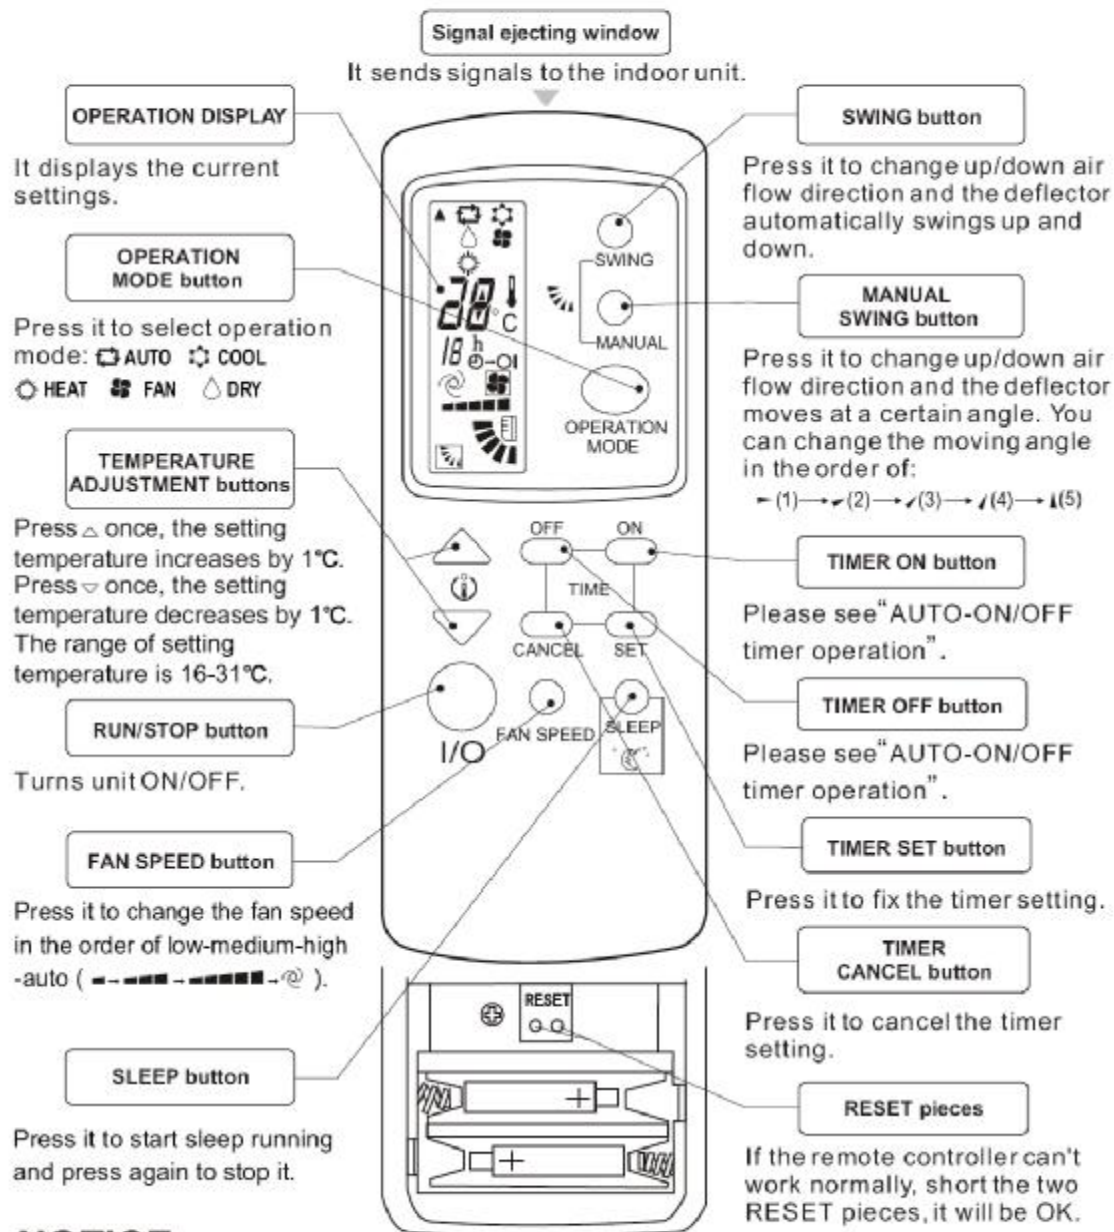 Signal ejecting window
It sends signals to the indoor unit.
OPERATION DISPLAY
It displays the current
settings.
OPERATION
MODE button
Press it to select operation
mode: AUTO COOL
HEAT FAN DRY
TEMPERATURE
ADJUSTMENT buttons
Press △ once, the setting
temperature increases by 1℃.
Press ▽ once, the setting
temperature decreases by 1℃.
The range of setting
temperature is 16-31℃.
RUN/STOP button
Turns unit ON/OFF.
FAN SPEED button
Press it to change the fan speed
in the order of low-medium-high
-auto ( → → → ).
SLEEP button
Press it to start sleep running
and press again to stop it.
28°C
18 h
→OI
SWING
MANUAL
OPERATION
MODE
OFF
ON
TIME
CANCEL
SET
I/O
FAN SPEED
SLEEP
RESET
+
+
SWING button
Press it to change up/down air
flow direction and the deflector
automatically swings up and
down.
MANUAL
SWING button
Press it to change up/down air
flow direction and the deflector
moves at a certain angle. You
can change the moving angle
in the order of:
(1)→(2)→(3)→(4)→(5)
TIMER ON button
Please see“AUTO-ON/OFF
timer operation”.
TIMER OFF button
Please see“AUTO-ON/OFF
timer operation”.
TIMER SET button
Press it to fix the timer setting.
TIMER
CANCEL button
Press it to cancel the timer
setting.
RESET pieces
If the remote controller can't
work normally, short the two
RESET pieces, it will be OK.